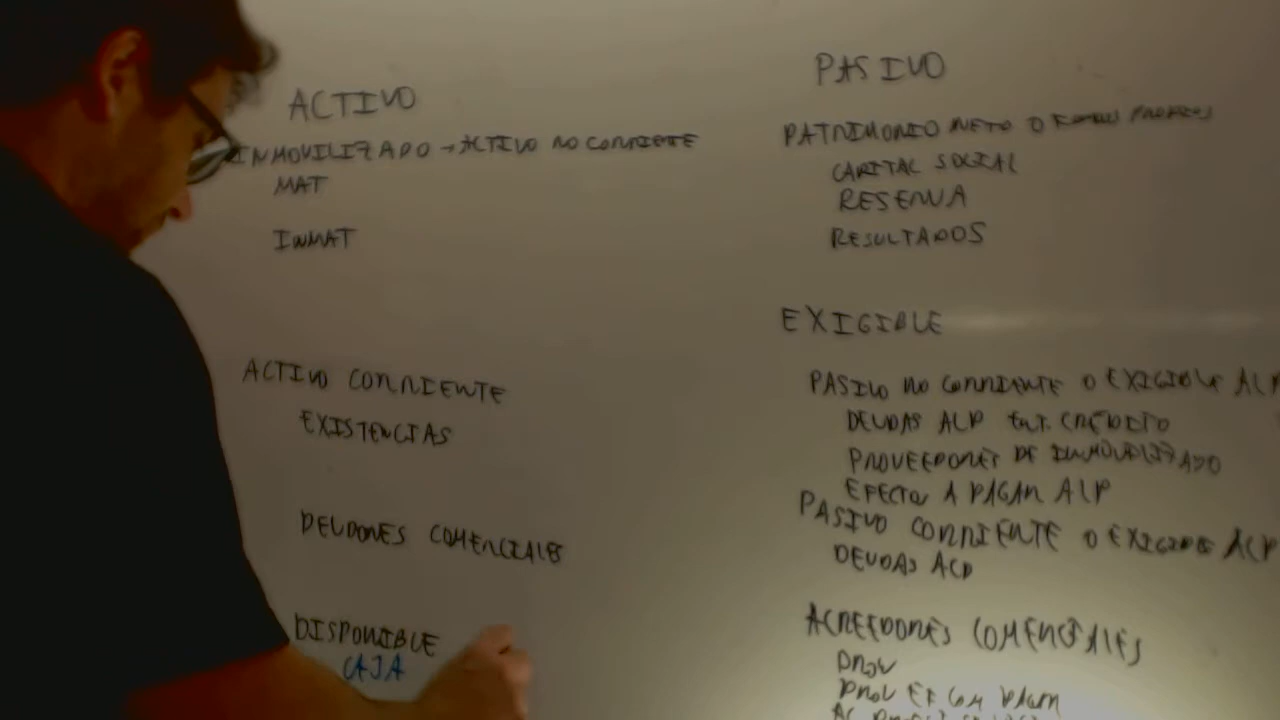 ACTIVO
INMOVILIZADO → ACTIVO NO CORRIENTE
MAT
INMAT
ACTIVO CORRIENTE
EXISTENCIAS
DEUDORES COMERCIALES
DISPONIBLE
CAJA
PASIVO
PATRIMONIO NETO O FONDOS PROPIOS
CAPITAL SOCIAL
RESERVA
RESULTADOS
EXIGIBLE
PASIVO NO CORRIENTE O EXIGIBLE ALP
DEUDAS ALP ENT. CRÉDITO
PROVEEDORES DE INMOVILIZADO
EFECTOS A PAGAR ALP
PASIVO CORRIENTE O EXIGIBLE ACP
DEUDAS ACP
ACREEDORES COMERCIALES
PROV
PROV EF COM PAGAR